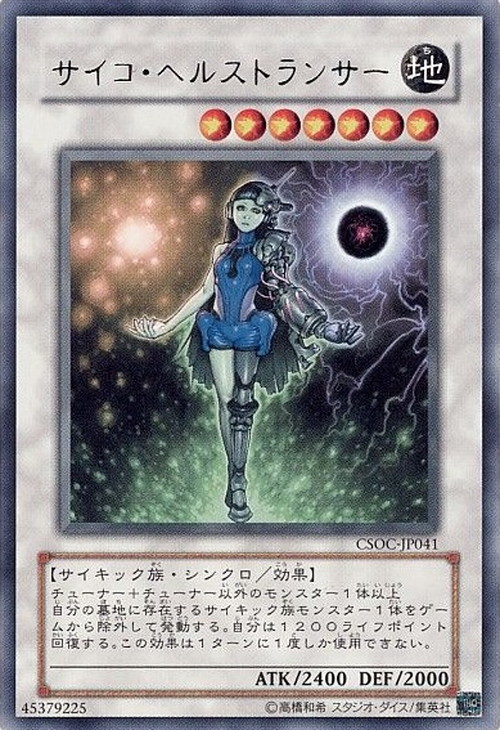 サイコ・ヘルストランサー
地
ち
CSOC-JP041
【サイキック族・シンクロ/効果】
チューナー+チューナー以外のモンスター1体以上
自分の墓地に存在するサイキック族モンスター1体をゲー
ムから除外して発動する。自分は1200ライフポイント
回復する。この効果は1ターンに1度しか使用できない。
ATK/2400 DEF/2000
45379225
©高橋和希 スタジオ・ダイス/集英社